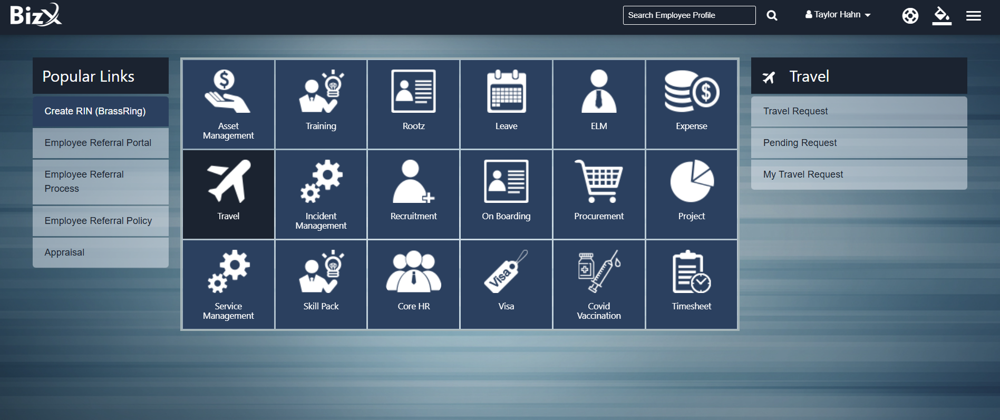 BizX
Search Employee Profile
Taylor Hahn
Popular Links
Create RIN (BrassRing)
Employee Referral Portal
Employee Referral
Process
Employee Referral Policy
Appraisal
Asset
Management
Training
Rootz
Leave
ELM
Expense
Travel
Incident
Management
Recruitment
On Boarding
Procurement
Project
Service
Management
Skill Pack
Core HR
Visa
Visa
Covid
Vaccination
Timesheet
Travel
Travel Request
Pending Request
My Travel Request